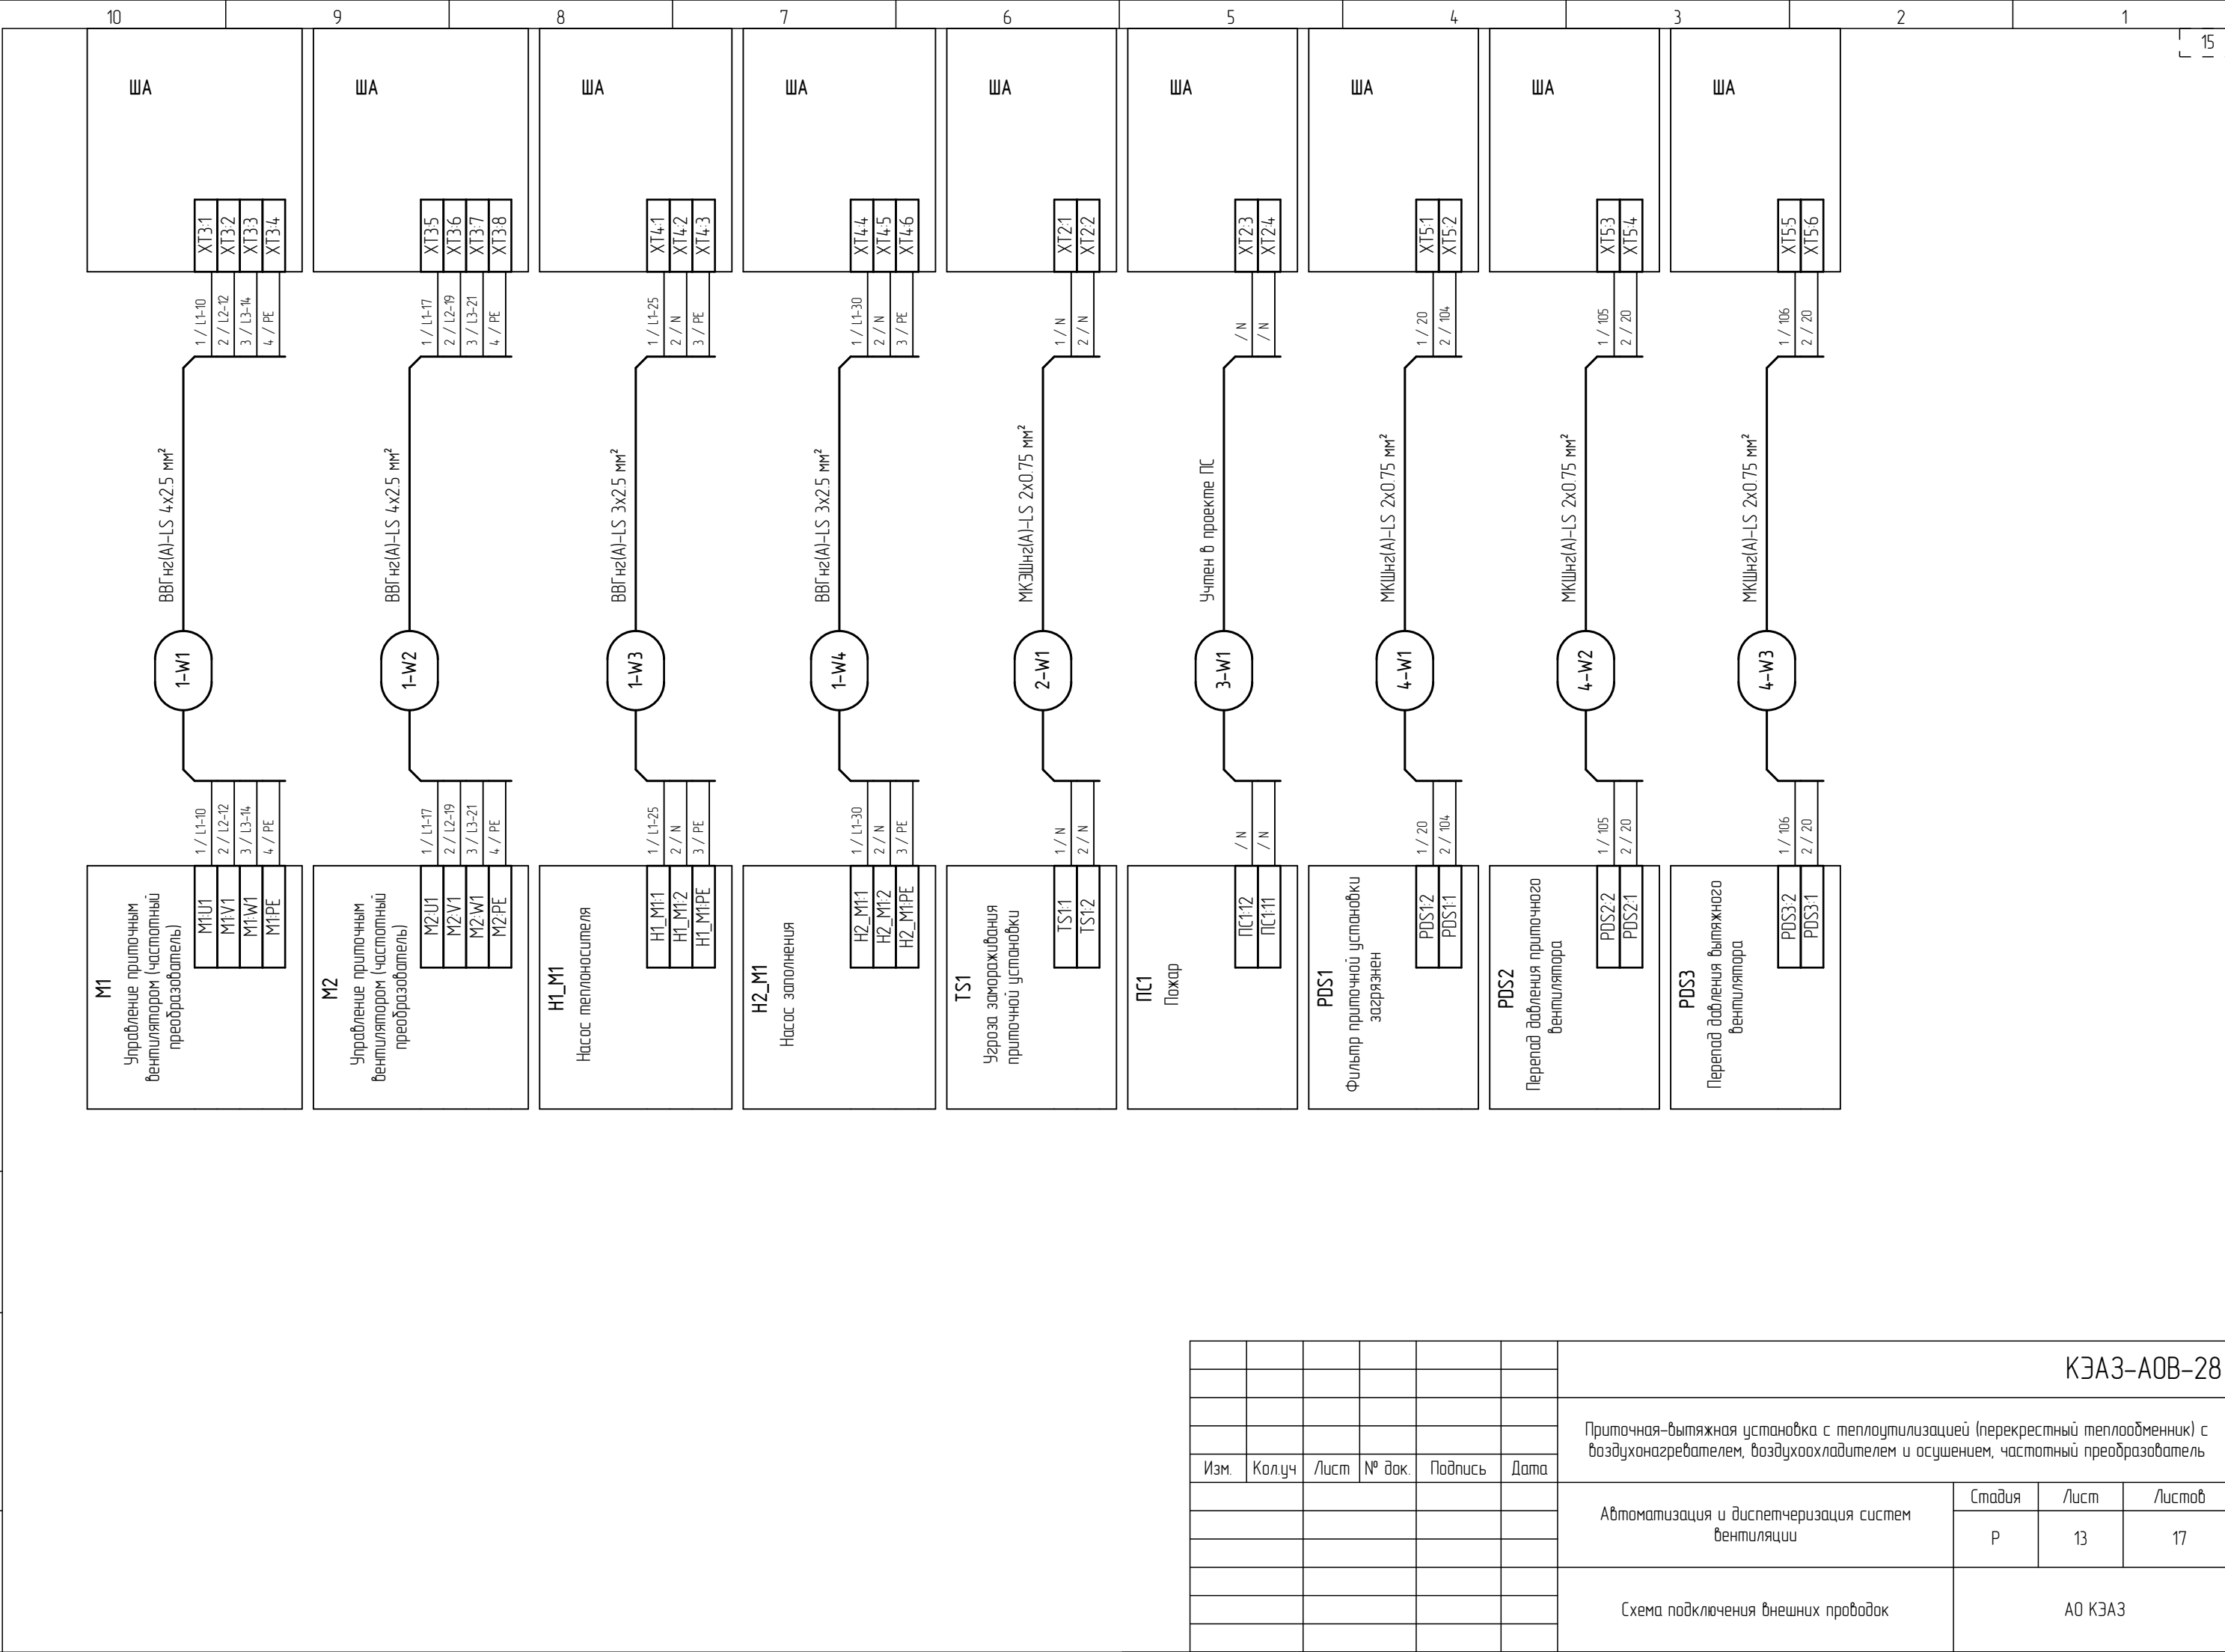 10 9 8 7 6 5 4 3 2 1
15
ША ША ША ША ША ША ША ША ША
XT3:1
XT3:2
XT3:3
XT3:4
1 / L1-10
2 / L2-12
3 / L3-14
4 / PE
ВВГнг(А)-LS 4х2.5 мм²
1-W1
1 / L1-10
2 / L2-12
3 / L3-14
4 / PE
M1:U1
M1:V1
M1:W1
M1:PE
M1
Управление приточным
вентилятором (частотный
преобразователь)
XT3:5
XT3:6
XT3:7
XT3:8
1 / L1-17
2 / L2-19
3 / L3-21
4 / PE
ВВГнг(А)-LS 4х2.5 мм²
1-W2
1 / L1-17
2 / L2-19
3 / L3-21
4 / PE
M2:U1
M2:V1
M2:W1
M2:PE
M2
Управление приточным
вентилятором (частотный
преобразователь)
XT4:1
XT4:2
XT4:3
1 / L1-25
2 / N
3 / PE
ВВГнг(А)-LS 3х2.5 мм²
1-W3
1 / L1-25
2 / N
3 / PE
H1_M1:1
H1_M1:2
H1_M1:PE
H1_M1
Насос теплоносителя
XT4:4
XT4:5
XT4:6
1 / L1-30
2 / N
3 / PE
ВВГнг(А)-LS 3х2.5 мм²
1-W4
1 / L1-30
2 / N
3 / PE
H2_M1:1
H2_M1:2
H2_M1:PE
H2_M1
Насос заполнения
XT2:1
XT2:2
1 / N
2 / N
МКЭШнг(А)-LS 2х0.75 мм²
2-W1
1 / N
2 / N
TS1:1
TS1:2
TS1
Угроза замораживания
приточной установки
XT2:3
XT2:4
/ N
/ N
Учтен в проекте ПС
3-W1
/ N
/ N
ПС1:12
ПС1:11
ПС1
Пожар
XT5:1
XT5:2
1 / 20
2 / 104
МКШнг(А)-LS 2х0.75 мм²
4-W1
1 / 20
2 / 104
PDS1:2
PDS1:1
PDS1
Фильтр приточной установки
загрязнен
XT5:3
XT5:4
1 / 105
2 / 20
МКШнг(А)-LS 2х0.75 мм²
4-W2
1 / 105
2 / 20
PDS2:2
PDS2:1
PDS2
Перепад давления приточного
вентилятора
XT5:5
XT5:6
1 / 106
2 / 20
МКШнг(А)-LS 2х0.75 мм²
4-W3
1 / 106
2 / 20
PDS3:2
PDS3:1
PDS3
Перепад давления вытяжного
вентилятора
КЭАЗ-АОВ-28
Приточная-вытяжная установка с теплоутилизацией (перекрестный теплообменник) с
воздухонагревателем, воздухоохладителем и осушением, частотный преобразователь
Изм. Кол.уч Лист № док. Подпись Дата
Автоматизация и диспетчеризация систем
вентиляции
Стадия Лист Листов
Р 13 17
Схема подключения внешних проводок
АО КЭАЗ